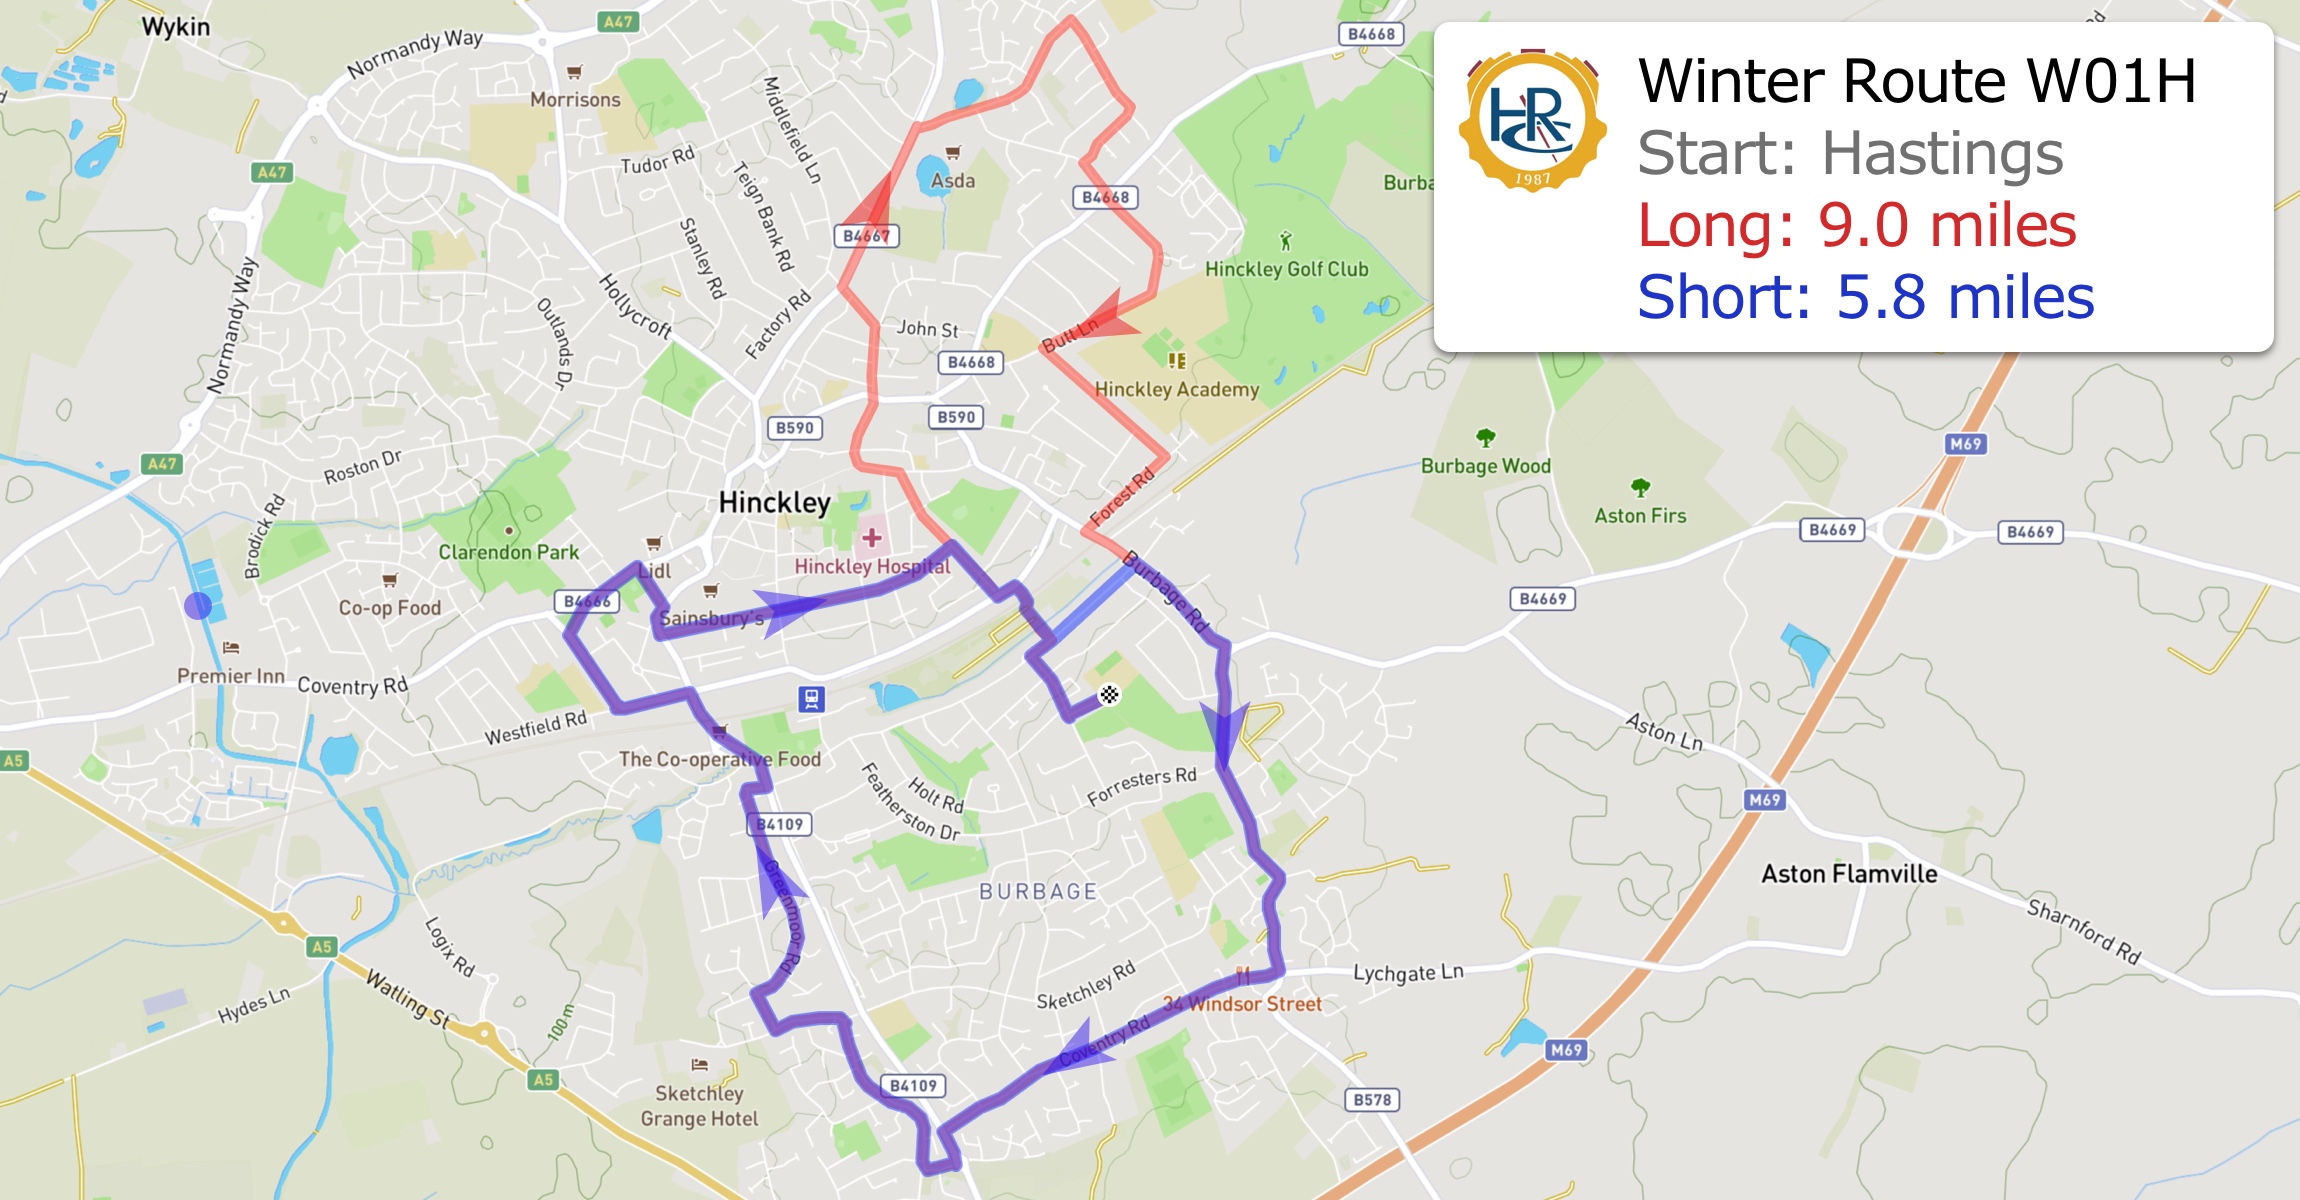 Winter Route W01H
Start: Hastings
Long: 9.0 miles
Short: 5.8 miles
HR
1987
Wykin
Normandy Way
A47
Morrisons
Middlefield Ln
B4668
Rd
Tudor Rd
Teign Bank Rd
Asda
A47
Stanley Rd
B4667
B4668
Burba
Hinckley Golf Club
Normandy Way
Hollycroft
Outlands Dr
Factory Rd
John St
Butt Ln
B4668
Hinckley Academy
B590
B590
M69
A47
Roston Dr
Burbage Wood
Hinckley
Forest Rd
Aston Firs
Brodick Rd
Clarendon Park
B4669
B4669
Hinckley Hospital
Lidl
Burbage Rd
Co-op Food
B4666
Sainsbury's
B4669
Premier Inn
Coventry Rd
Westfield Rd
Aston Ln
A5
The Co-operative Food
Holt Rd
Featherston Dr
Forresters Rd
M69
B4109
Greenmoor Rd
BURBAGE
Aston Flamville
Logix Rd
A5
Sharnford Rd
Sketchley Rd
Lychgate Ln
34 Windsor Street
Hydes Ln
Watling St
100 m
Coventry Rd
M69
A5
Sketchley
Grange Hotel
B4109
B578